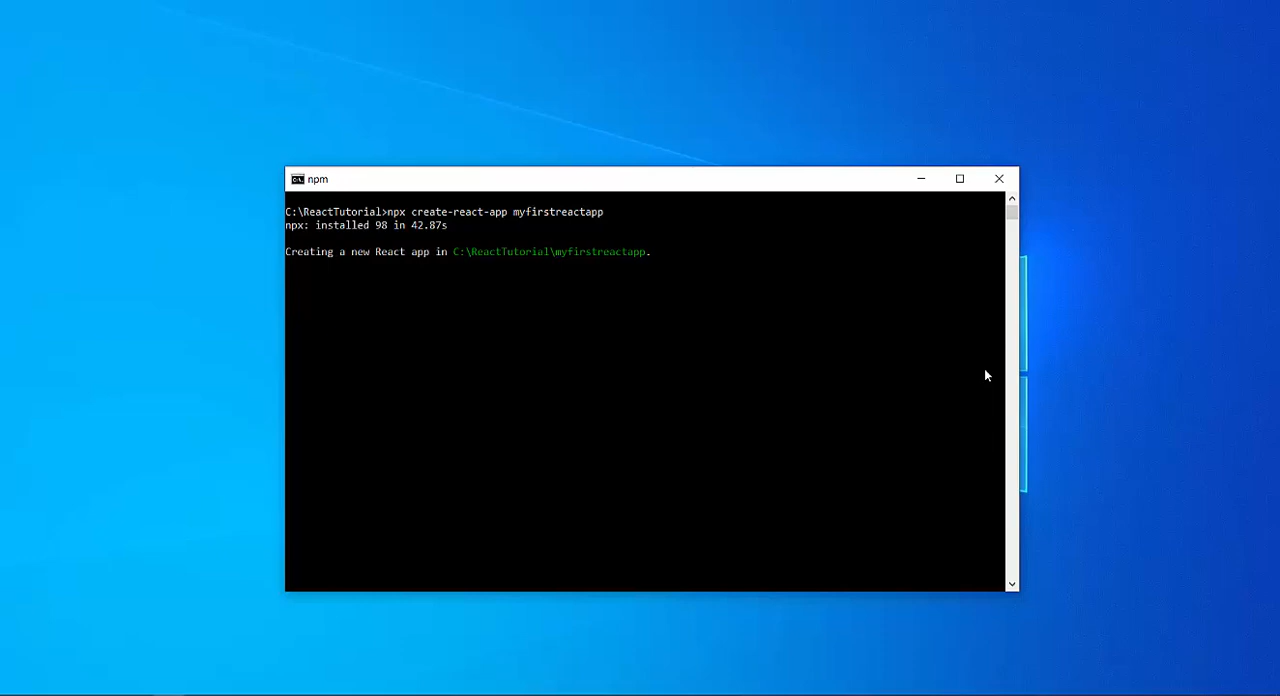 npm
C:\ReactTutorial>npx create-react-app myfirstreactapp
npx: installed 98 in 42.87s
Creating a new React app in C:\ReactTutorial\myfirstreactapp.